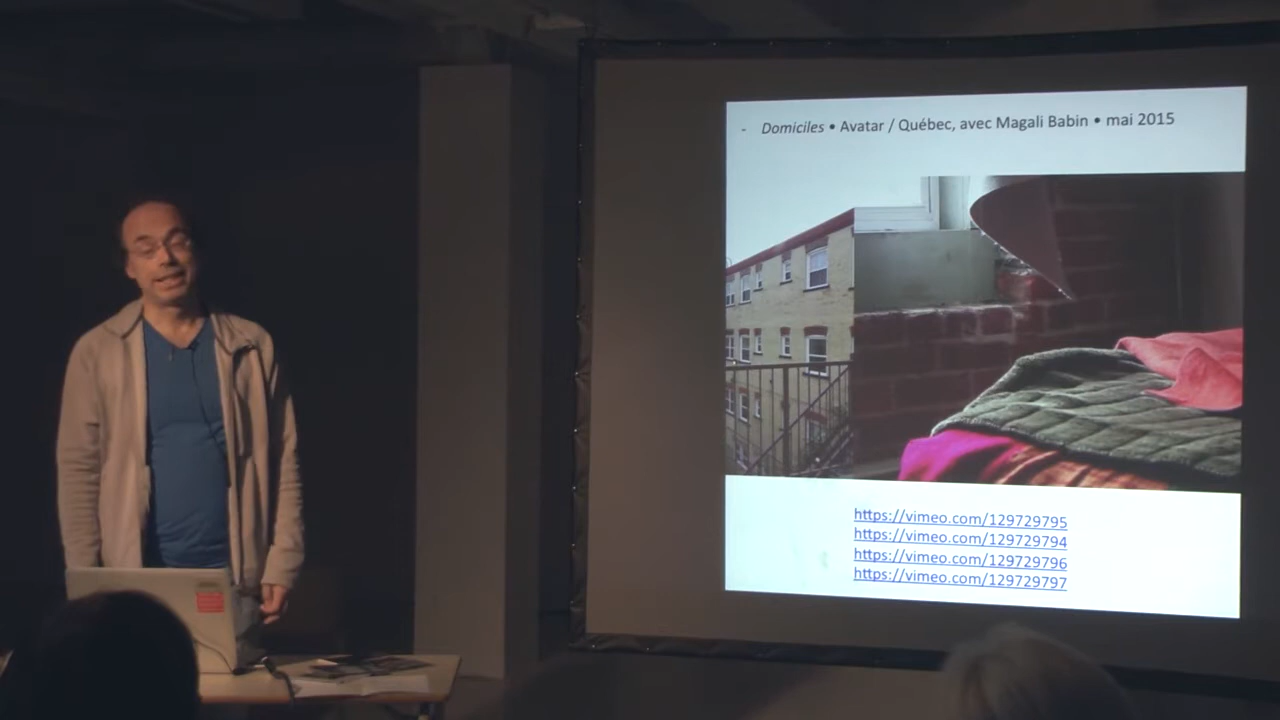 - Domiciles • Avatar / Québec, avec Magali Babin • mai 2015
https://vimeo.com/129729795
https://vimeo.com/129729794
https://vimeo.com/129729796
https://vimeo.com/129729797